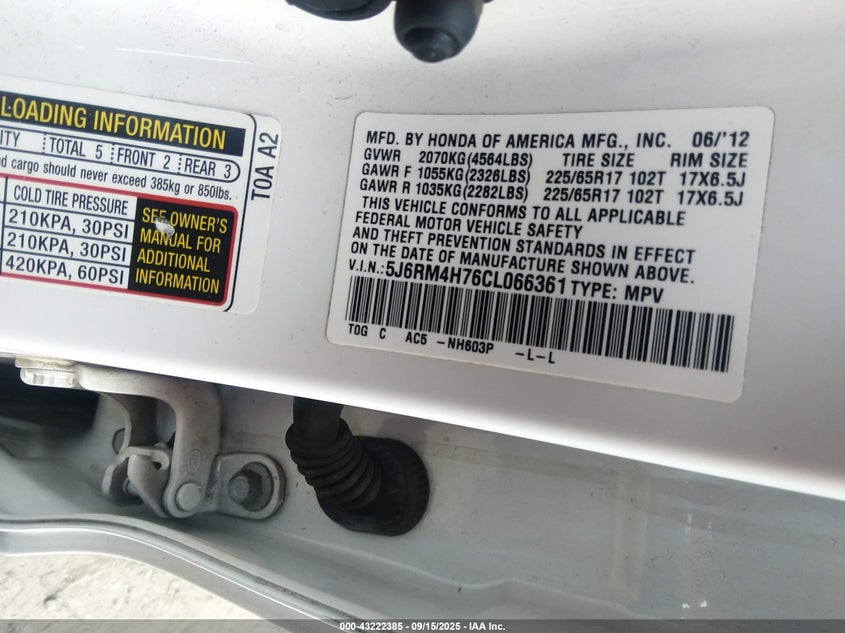 LOADING INFORMATION
ITY TOTAL 5 FRONT 2 REAR 3
nd cargo should never exceed 385kg or 850lbs.
COLD TIRE PRESSURE
210KPA, 30PSI
210KPA, 30PSI
420KPA, 60PSI
SEE OWNER'S
MANUAL FOR
ADDITIONAL
INFORMATION
T0A A2
MFD. BY HONDA OF AMERICA MFG., INC. 06/'12
GVWR 2070KG(4564LBS) TIRE SIZE RIM SIZE
GAWR F 1055KG(2326LBS) 225/65R17 102T 17X6.5J
GAWR R 1035KG(2282LBS) 225/65R17 102T 17X6.5J
THIS VEHICLE CONFORMS TO ALL APPLICABLE
FEDERAL MOTOR VEHICLE SAFETY
AND THEFT PREVENTION STANDARDS IN EFFECT
ON THE DATE OF MANUFACTURE SHOWN ABOVE.
V.I.N.:5J6RM4H76CL066361 TYPE: MPV
T0G C AC5 -NH603P -L-L
000-43222385 - 09/15/2025 - IAA Inc.